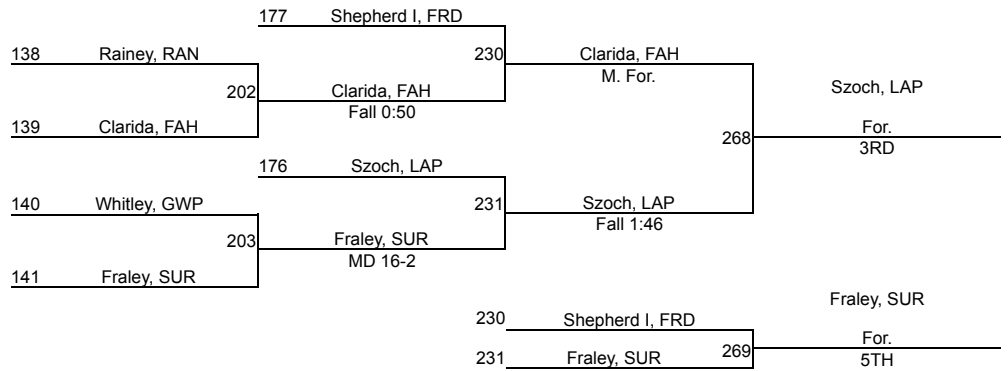 177 Shepherd I, FRD
138 Rainey, RAN
230 Clarida, FAH
M. For.
202 Clarida, FAH
Fall 0:50
Szoch, LAP
139 Clarida, FAH
268 For.
3RD
176 Szoch, LAP
140 Whitley, GWP
231 Szoch, LAP
Fall 1:46
203 Fraley, SUR
MD 16-2
141 Fraley, SUR
Fraley, SUR
230 Shepherd I, FRD
For.
231 Fraley, SUR
269
5TH